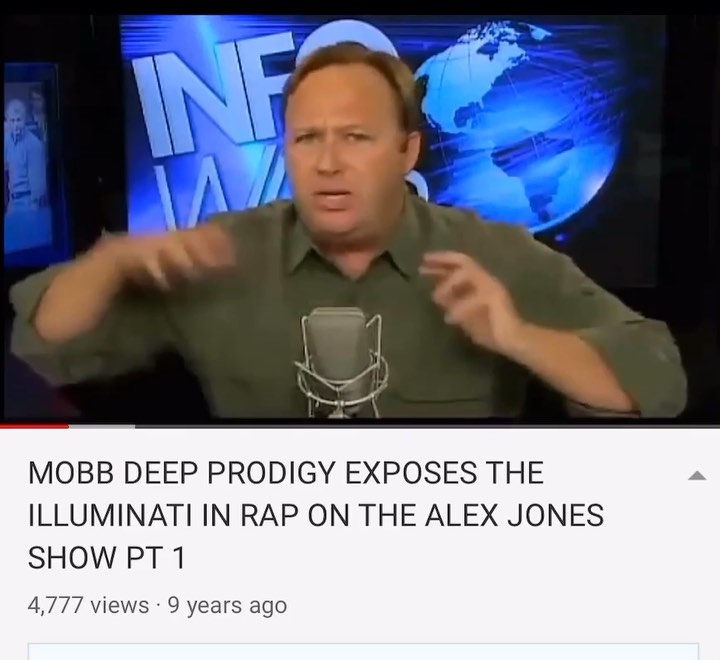 INF
W
MOBB DEEP PRODIGY EXPOSES THE
ILLUMINATI IN RAP ON THE ALEX JONES
SHOW PT 1
4,777 views · 9 years ago